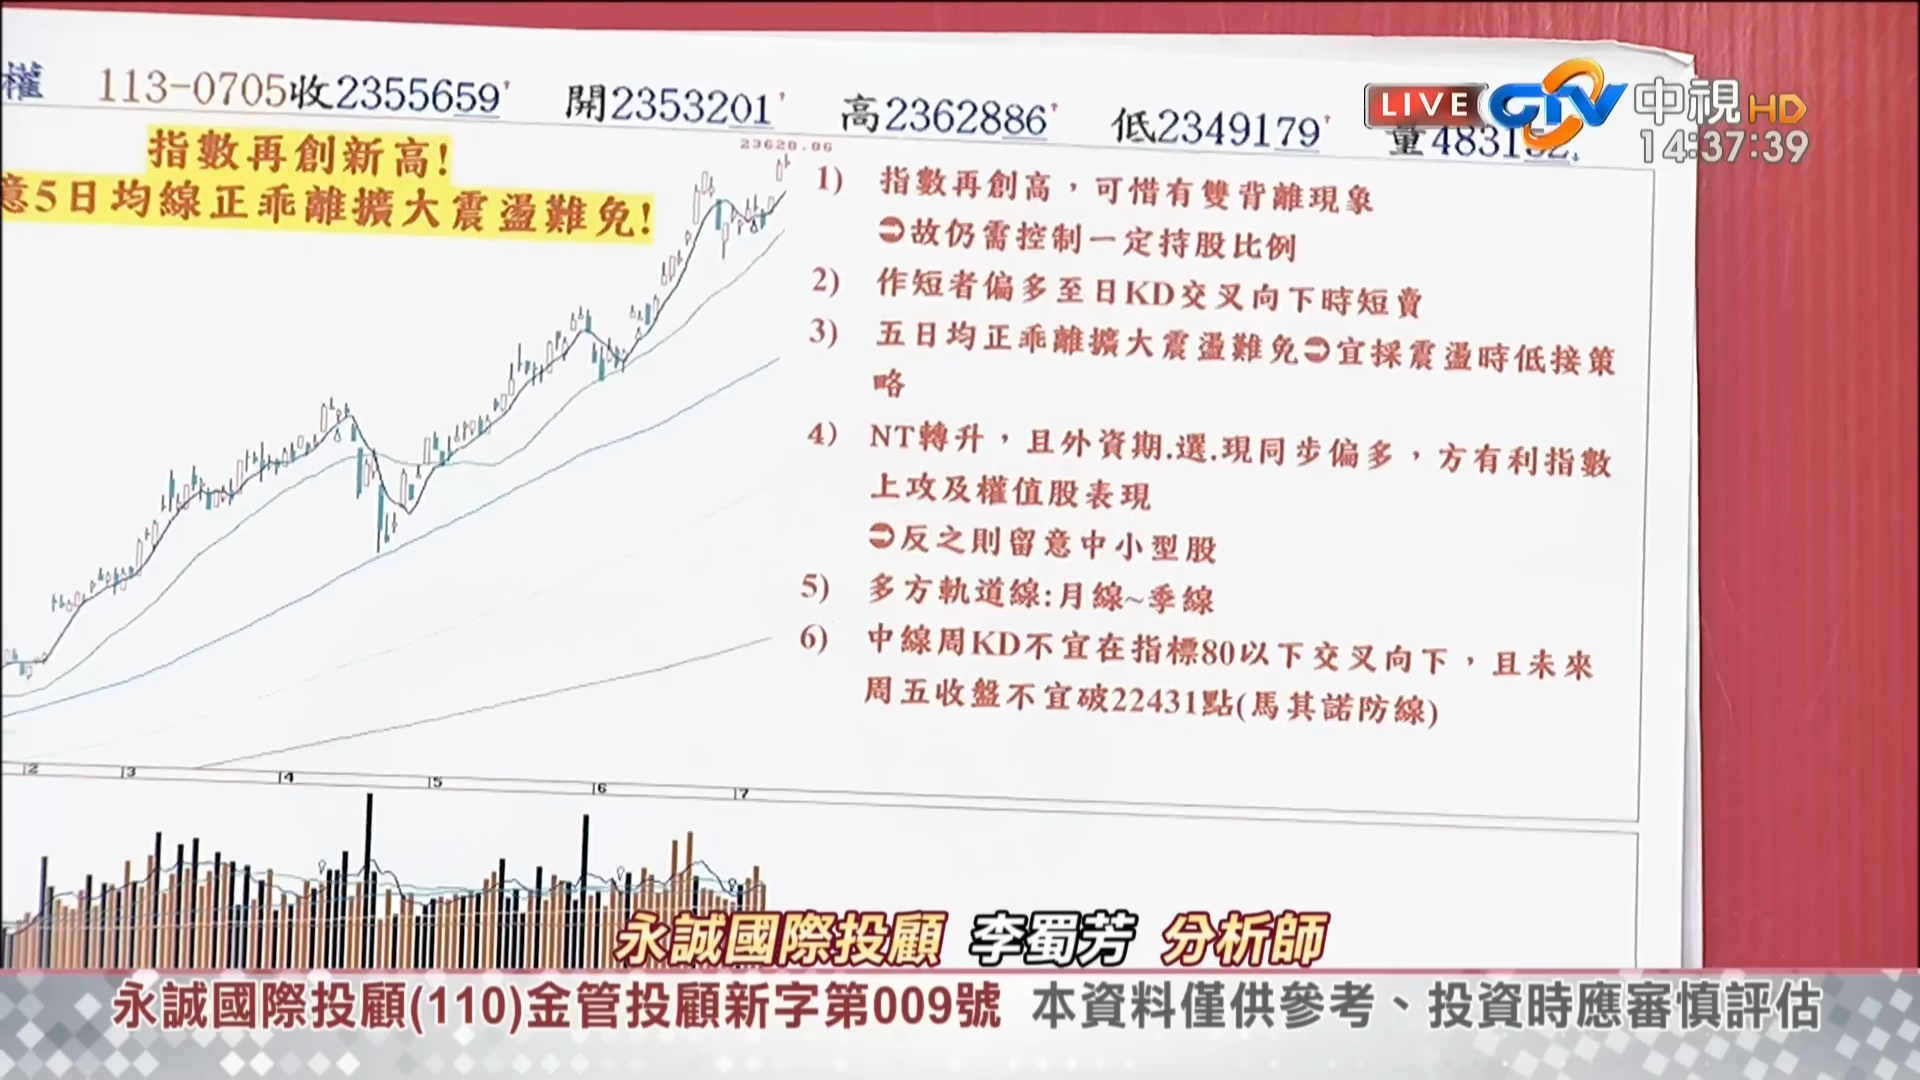 權 113-0705收2355659 開2353201 高2362886 低2349179 量483132
LIVE CTV中視HD
14:37:39
指數再創新高!
意5日均線正乖離擴大震盪難免!
23628.86
1) 指數再創高，可惜有雙背離現象
➲故仍需控制一定持股比例
2) 作短者偏多至日KD交叉向下時短賣
3) 五日均正乖離擴大震盪難免➲宜採震盪時低接策
略
4) NT轉升，且外資期.選.現同步偏多，方有利指數
上攻及權值股表現
➲反之則留意中小型股
5) 多方軌道線:月線~季線
6) 中線周KD不宜在指標80以下交叉向下，且未來
周五收盤不宜破22431點(馬其諾防線)
2 3 4 5 6 7
永誠國際投顧 李蜀芳 分析師
永誠國際投顧(110)金管投顧新字第009號 本資料僅供參考、投資時應審慎評估